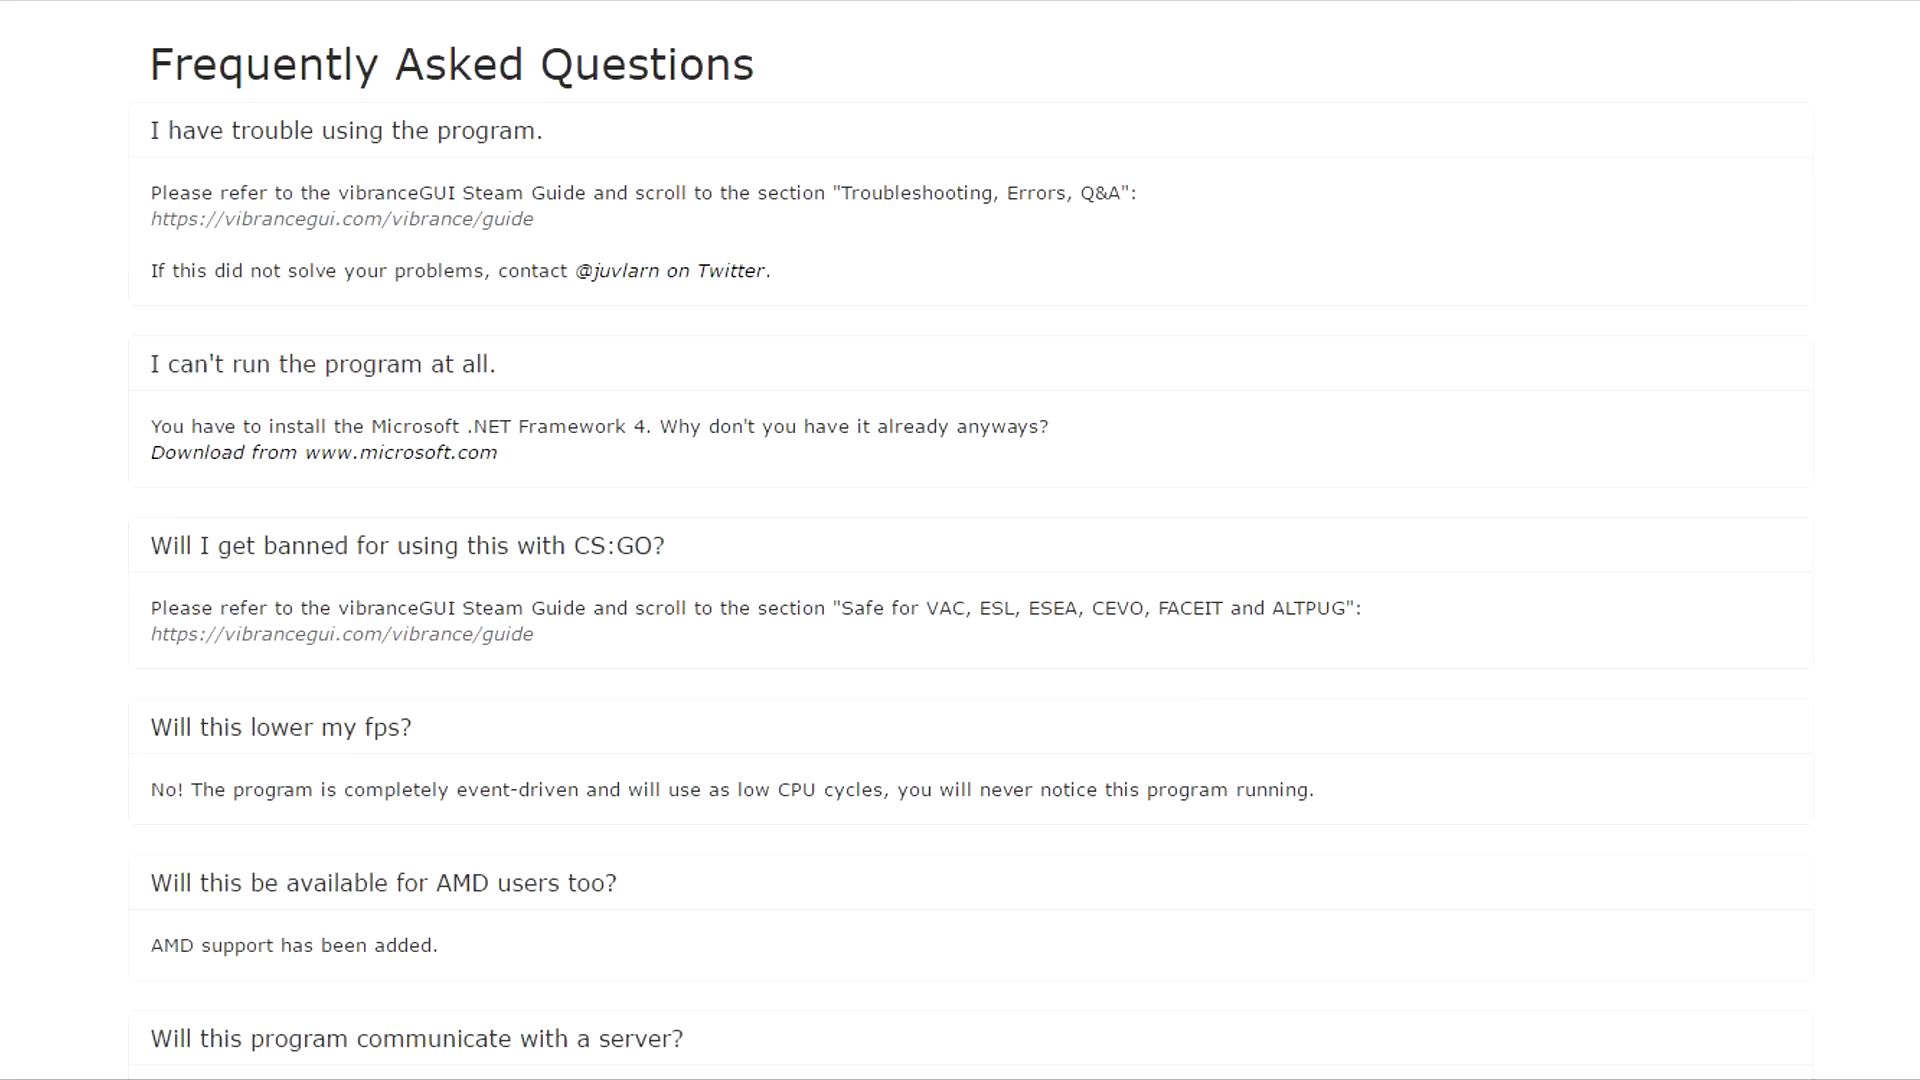 Frequently Asked Questions
I have trouble using the program.
Please refer to the vibranceGUI Steam Guide and scroll to the section "Troubleshooting, Errors, Q&A":
https://vibrancegui.com/vibrance/guide
If this did not solve your problems, contact @juvlarn on Twitter.
I can't run the program at all.
You have to install the Microsoft .NET Framework 4. Why don't you have it already anyways?
Download from www.microsoft.com
Will I get banned for using this with CS:GO?
Please refer to the vibranceGUI Steam Guide and scroll to the section "Safe for VAC, ESL, ESEA, CEVO, FACEIT and ALTPUG":
https://vibrancegui.com/vibrance/guide
Will this lower my fps?
No! The program is completely event-driven and will use as low CPU cycles, you will never notice this program running.
Will this be available for AMD users too?
AMD support has been added.
Will this program communicate with a server?